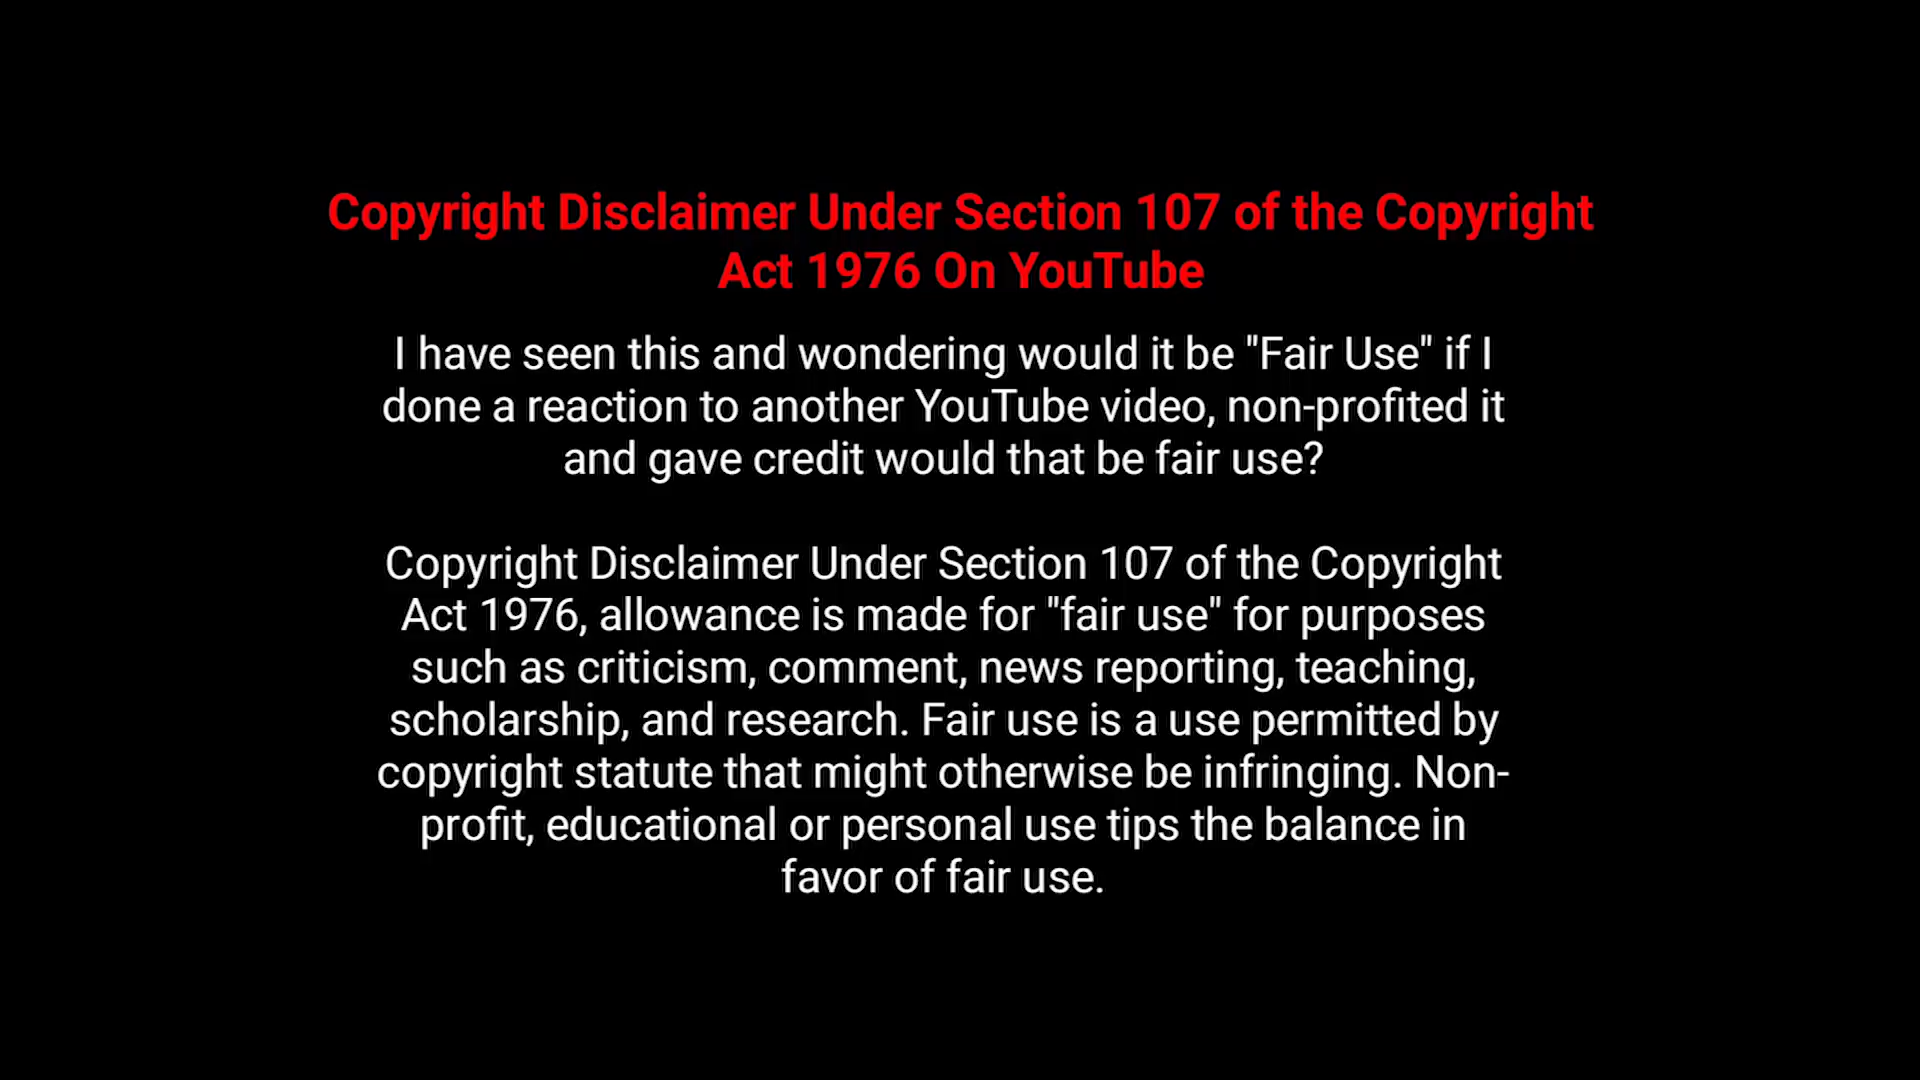 Copyright Disclaimer Under Section 107 of the Copyright
Act 1976 On YouTube
I have seen this and wondering would it be "Fair Use" if I
done a reaction to another YouTube video, non-profited it
and gave credit would that be fair use?
Copyright Disclaimer Under Section 107 of the Copyright
Act 1976, allowance is made for "fair use" for purposes
such as criticism, comment, news reporting, teaching,
scholarship, and research. Fair use is a use permitted by
copyright statute that might otherwise be infringing. Non-
profit, educational or personal use tips the balance in
favor of fair use.